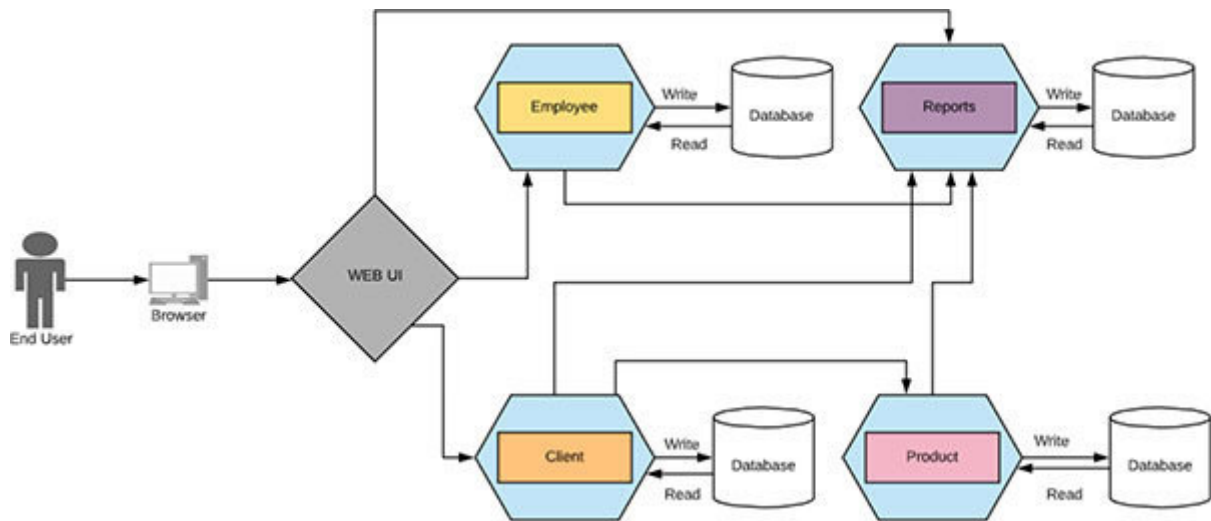 Employee
Write
Read
Database
Reports
Write
Read
Database
WEB UI
End User
Browser
Client
Write
Read
Database
Product
Write
Read
Database